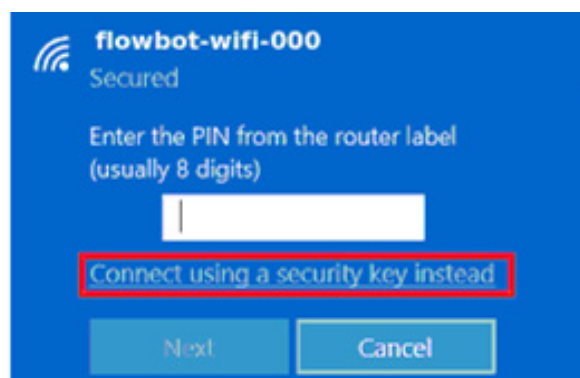 flowbot-wifi-000
Secured
Enter the PIN from the router label
(usually 8 digits)
Connect using a security key instead
Next
Cancel